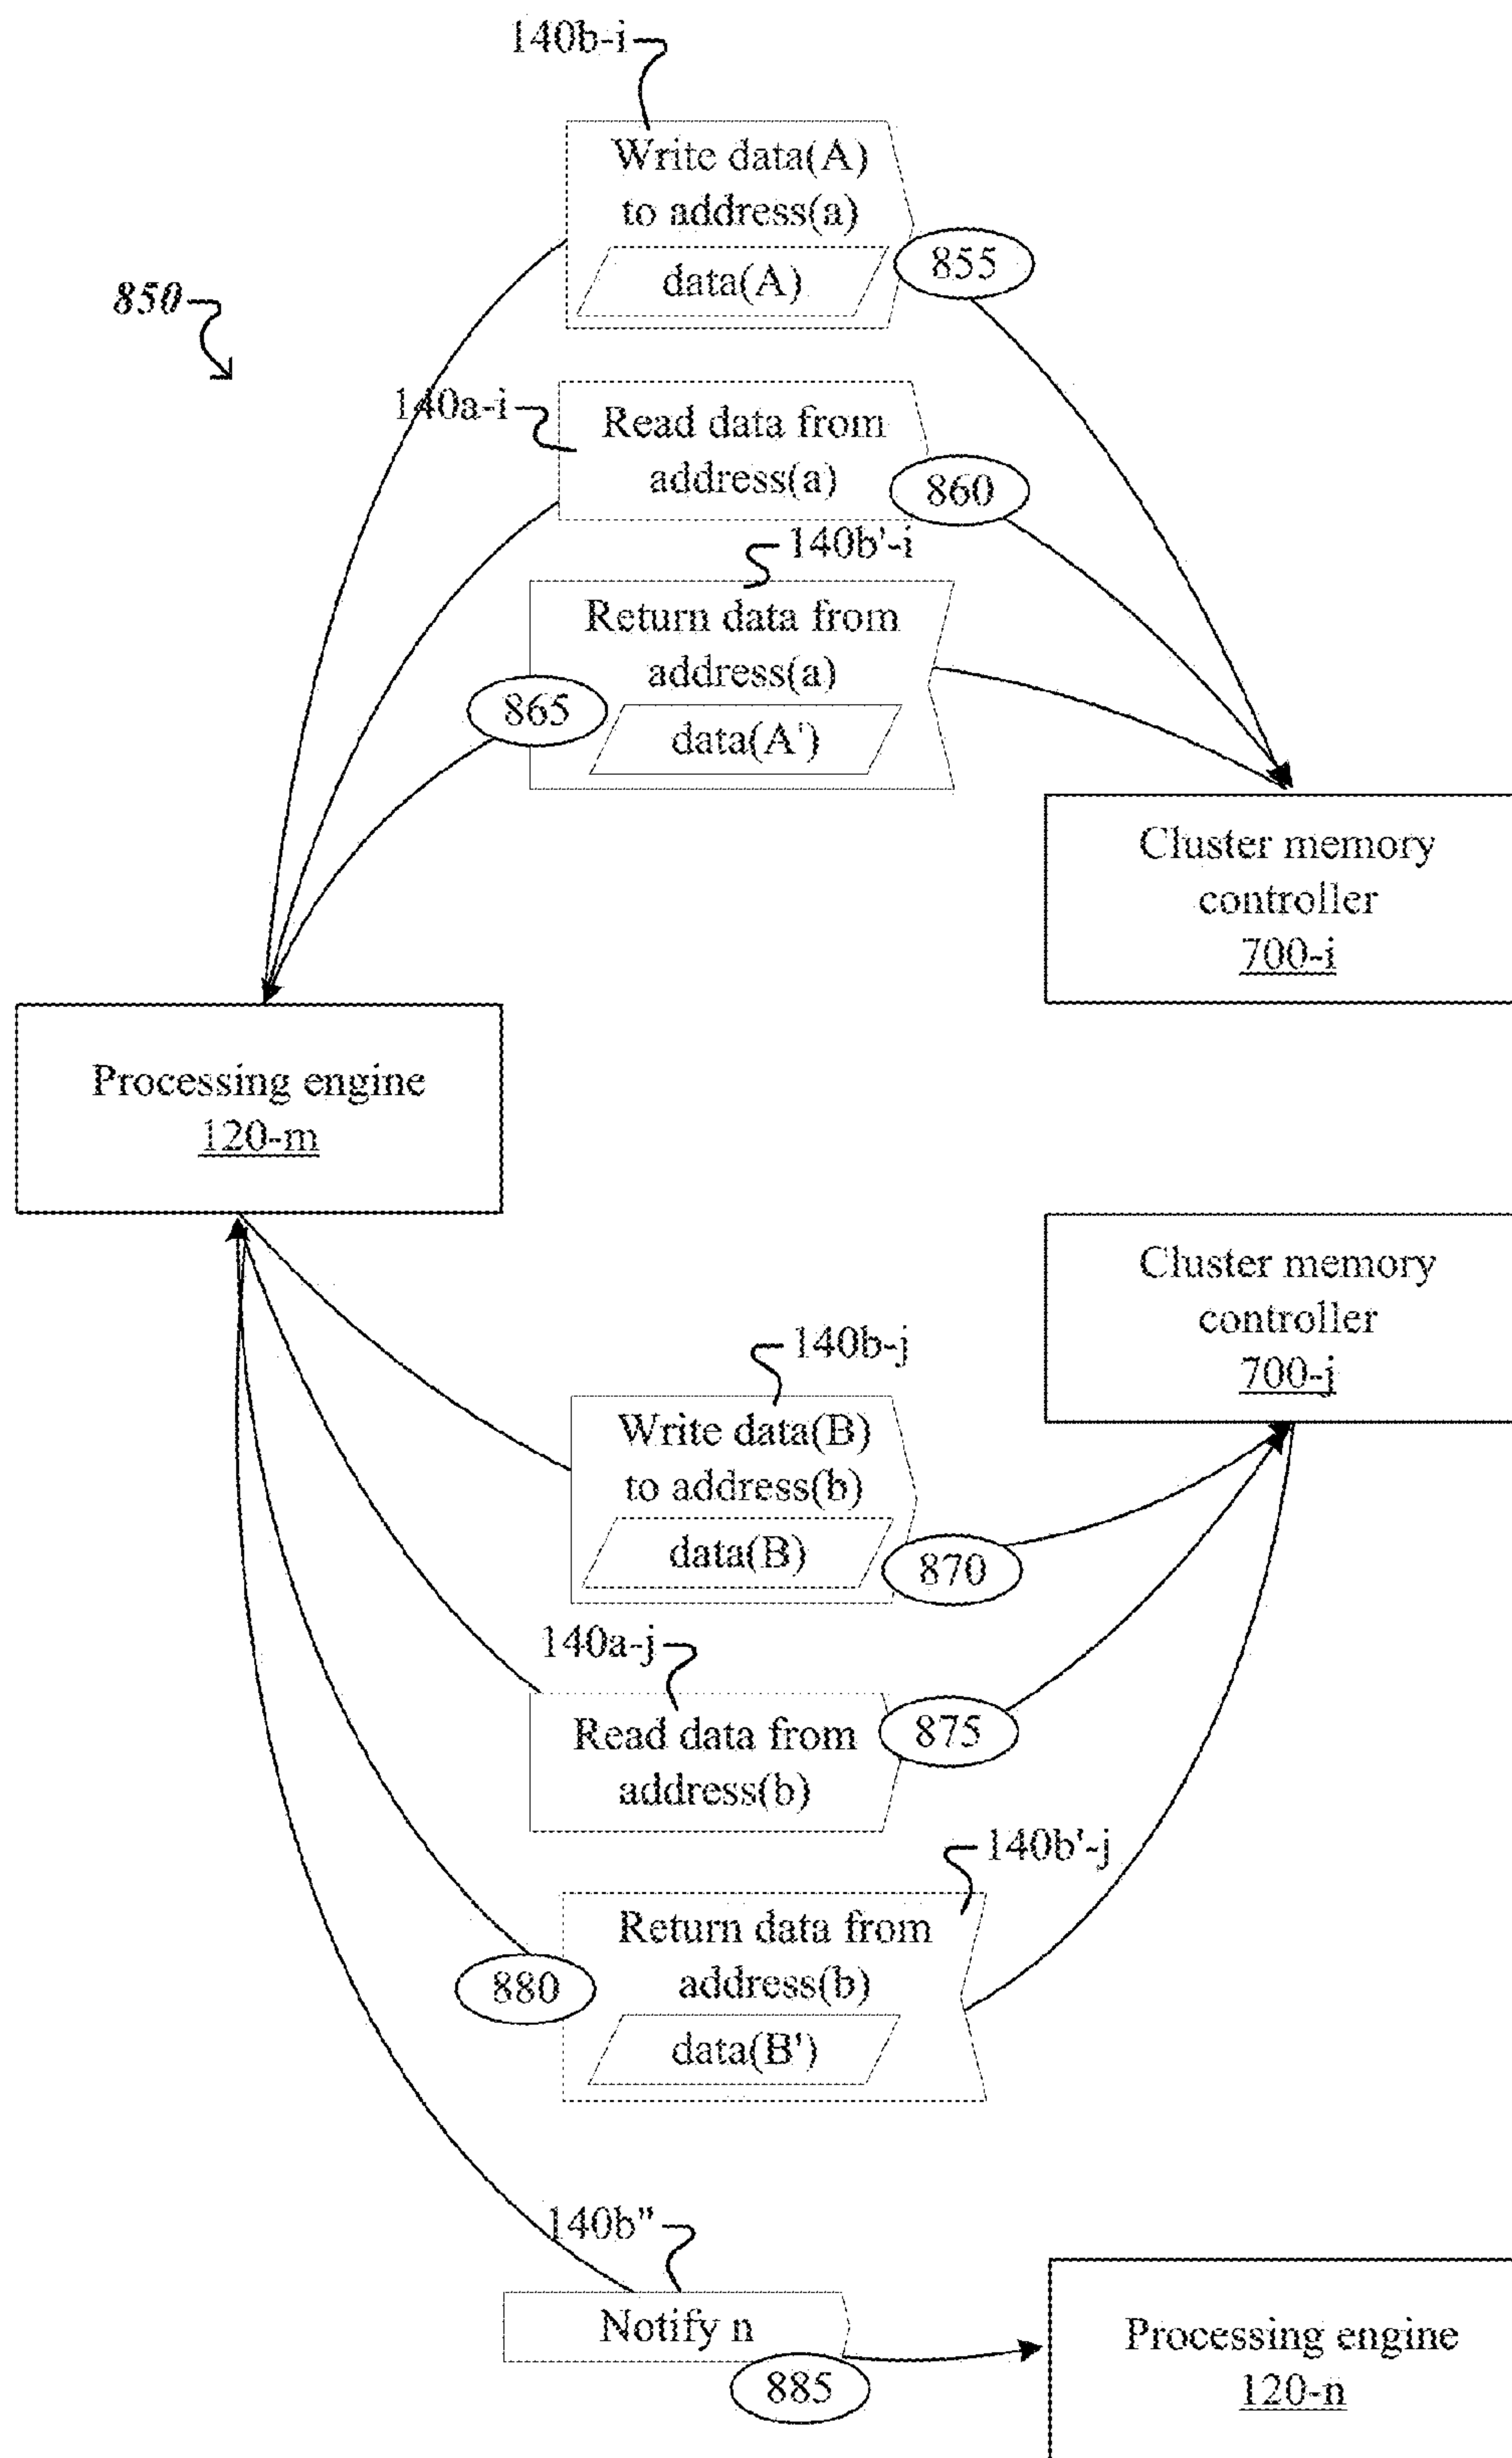 140b-i
Write data(A)
to address(a)
data(A)
855
850
140a-i
Read data from
address(a)
860
140b'-i
Return data from
address(a)
865
data(A')
Cluster memory
controller
700-i
Processing engine
120-m
Cluster memory
controller
700-j
140b-j
Write data(B)
to address(b)
data(B)
870
140a-j
Read data from
address(b)
875
140b'-j
Return data from
address(b)
880
data(B')
140b"
Notify n
885
Processing engine
120-n